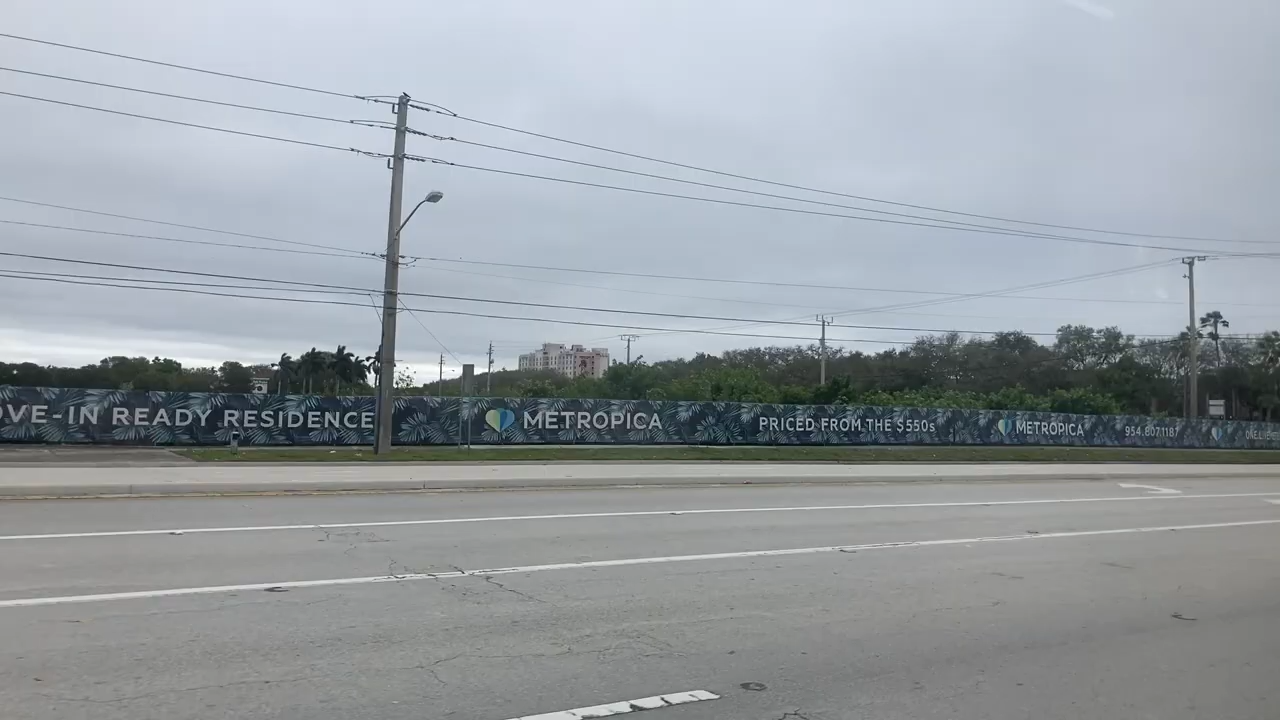 OVE-IN READY RESIDENCE
METROPICA
PRICED FROM THE $550s
METROPICA
954.807.1187